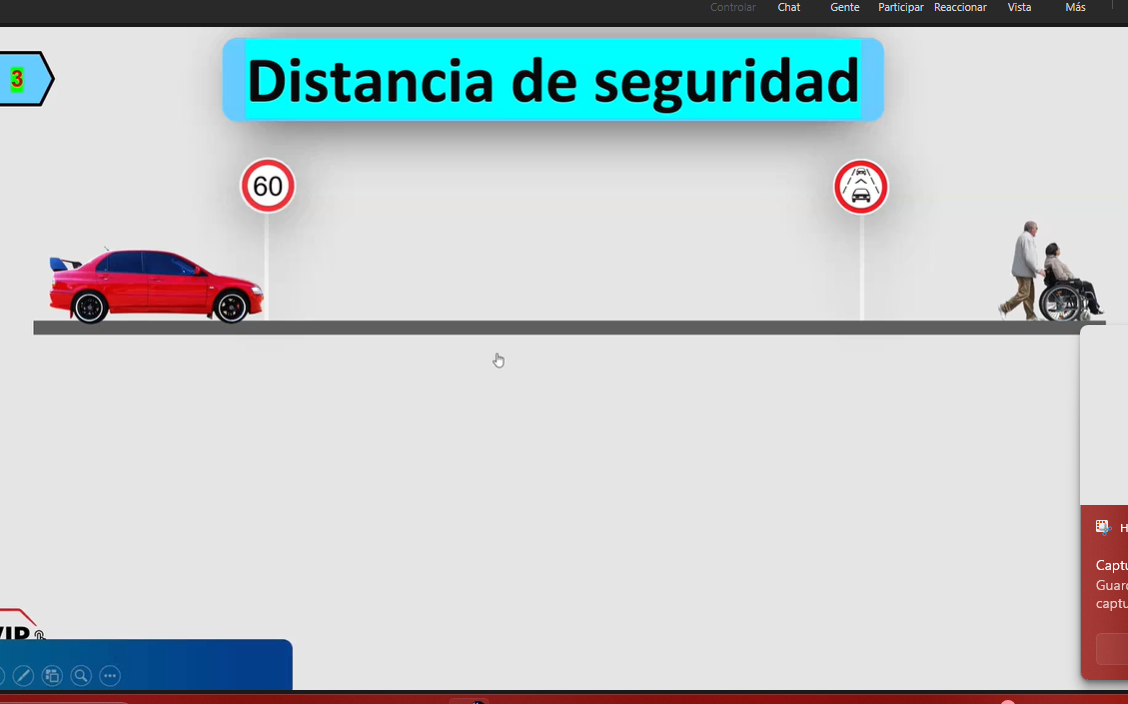 Controlar Chat Gente Participar Reaccionar Vista Más
3
Distancia de seguridad
60